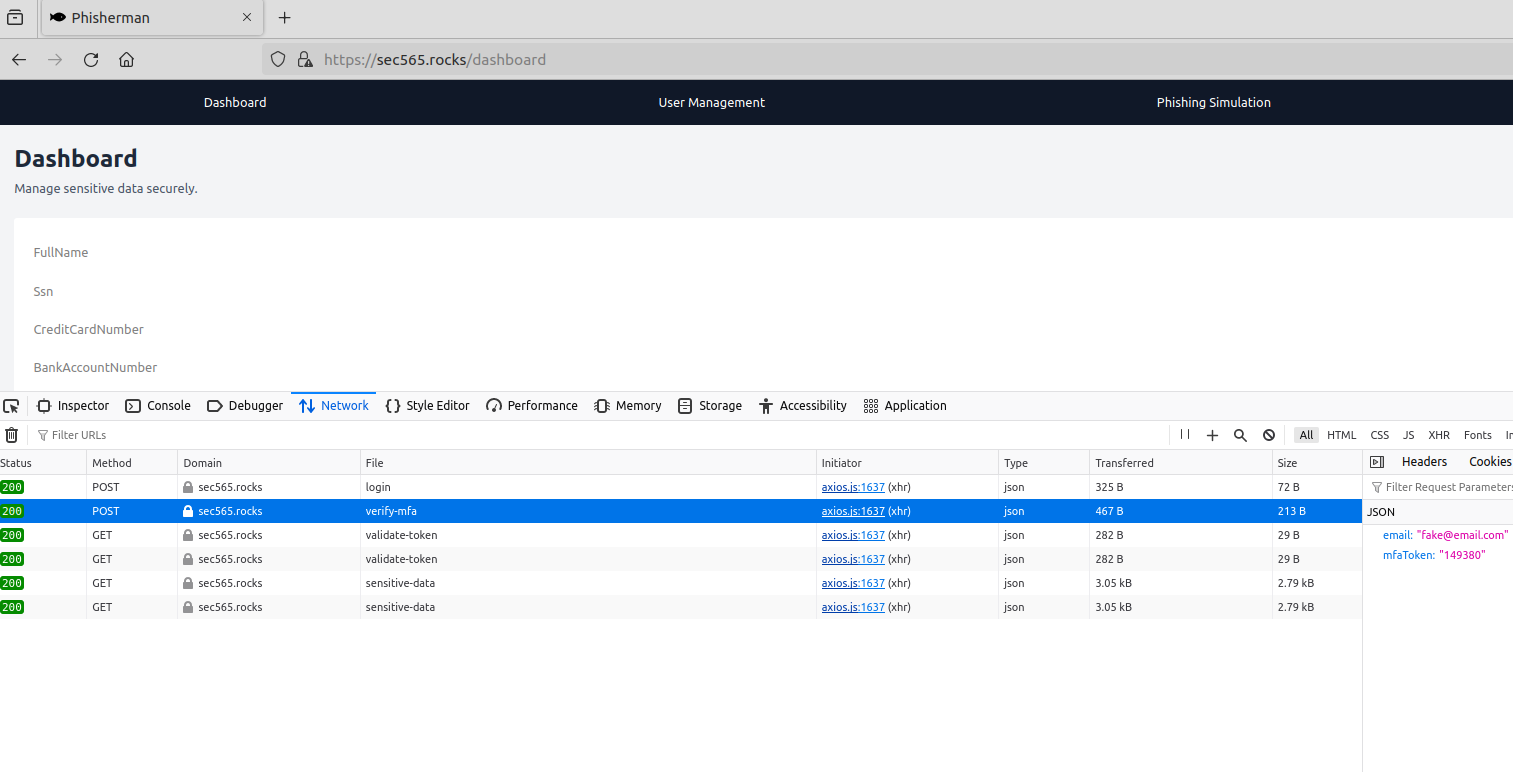 Phisherman
https://sec565.rocks/dashboard
Dashboard User Management Phishing Simulation
Dashboard
Manage sensitive data securely.
FullName
Ssn
CreditCardNumber
BankAccountNumber
Inspector Console Debugger Network Style Editor Performance Memory Storage Accessibility Application
Filter URLs All HTML CSS JS XHR Fonts
Status Method Domain File Initiator Type Transferred Size Headers Cookies
200 POST sec565.rocks login axios.js:1637 (xhr) json 325 B 72 B Filter Request Parameters
200 POST sec565.rocks verify-mfa axios.js:1637 (xhr) json 467 B 213 B JSON
200 GET sec565.rocks validate-token axios.js:1637 (xhr) json 282 B 29 B email: "fake@email.com"
200 GET sec565.rocks validate-token axios.js:1637 (xhr) json 282 B 29 B mfaToken: "149380"
200 GET sec565.rocks sensitive-data axios.js:1637 (xhr) json 3.05 kB 2.79 kB
200 GET sec565.rocks sensitive-data axios.js:1637 (xhr) json 3.05 kB 2.79 kB